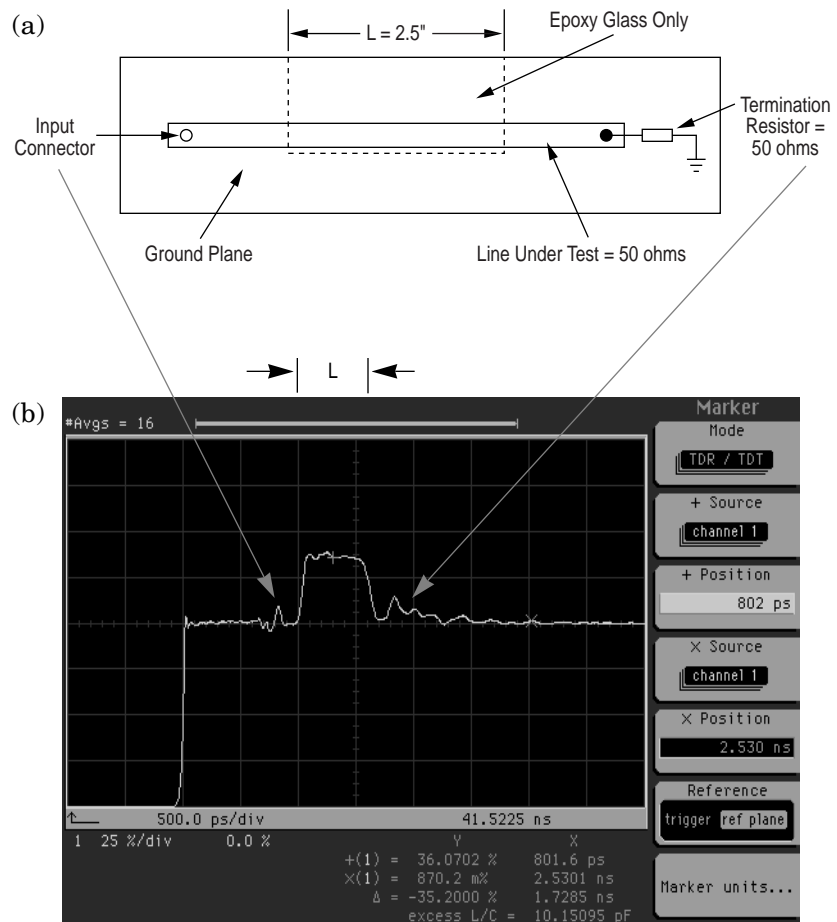 (a)
L = 2.5"
Epoxy Glass Only
Input
Connector
Termination
Resistor =
50 ohms
Ground Plane
Line Under Test = 50 ohms
L
(b)
#Avgs = 16
Marker
Mode
TDR / TDT
+ Source
channel 1
+ Position
802 ps
× Source
channel 1
× Position
2.530 ns
Reference
trigger ref plane
Marker units...
500.0 ps/div 41.5225 ns
1 25 %/div 0.0 %
Y X
+(1) = 36.0702 % 801.6 ps
×(1) = 870.2 m% 2.5301 ns
Δ = -35.2000 % 1.7285 ns
excess L/C = 10.15095 pF